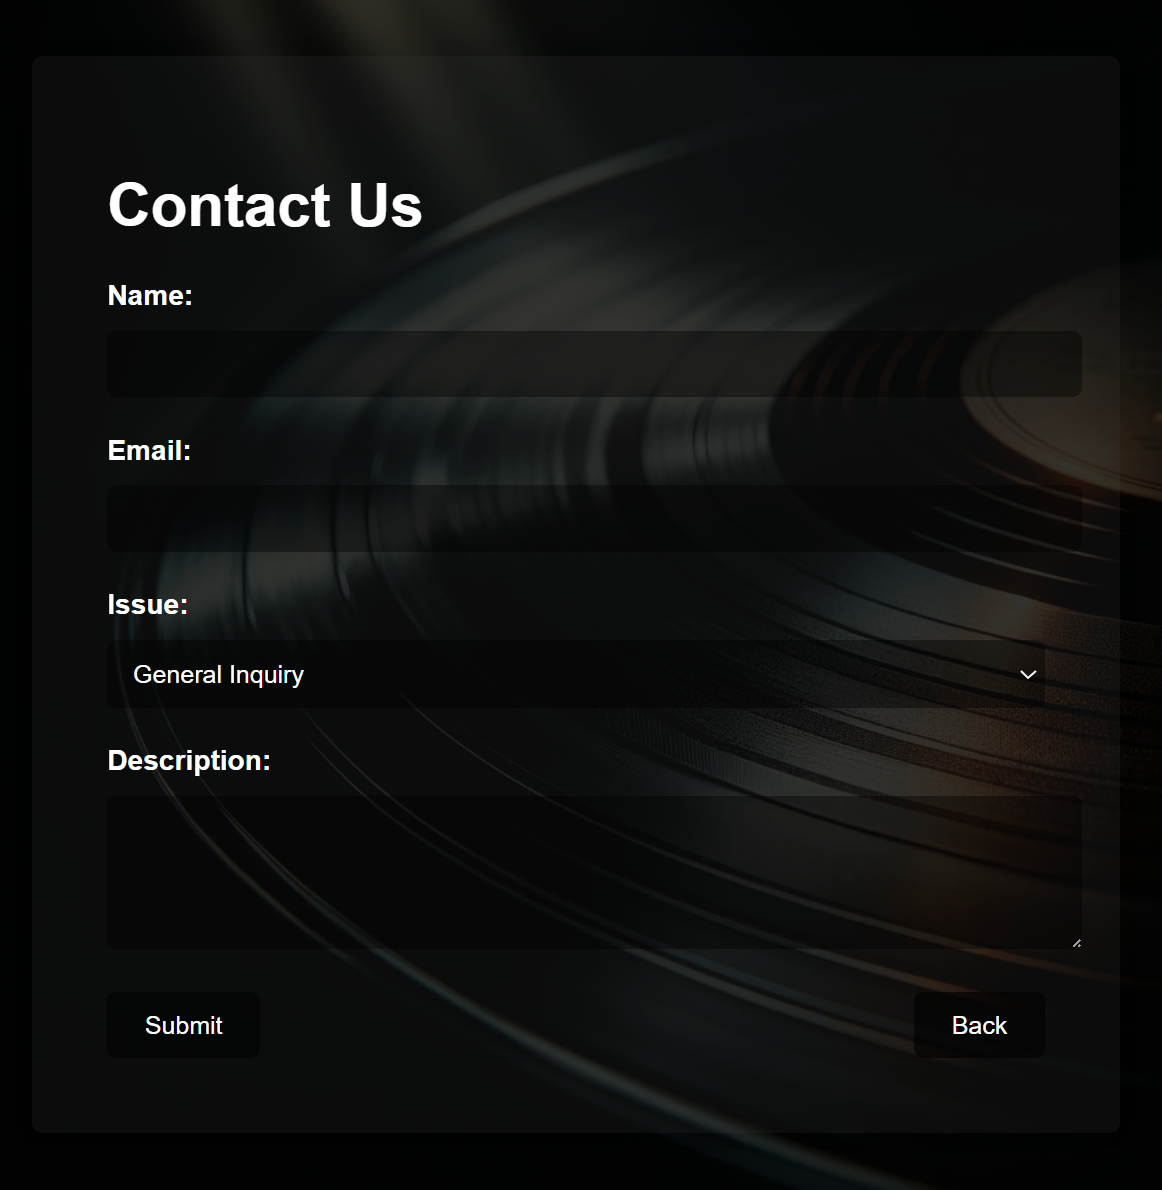 Contact Us
Name:
Email:
Issue:
General Inquiry
Description:
Submit
Back